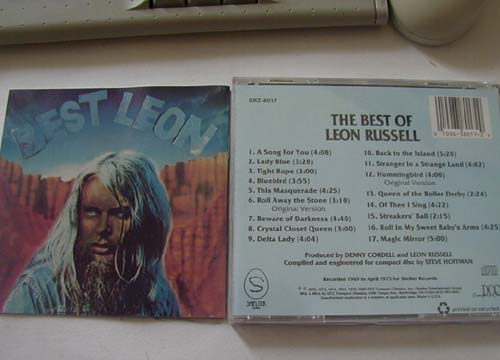 BEST LEON
SRZ-8017
THE BEST OF
LEON RUSSELL
1. A Song for You (4:08)
2. Lady Blue (3:28)
3. Tight Rope (3:00)
4. Bluebird (3:55)
5. This Masquerade (4:25)
6. Roll Away the Stone (3:10)
Original Version
7. Beware of Darkness (4:40)
8. Crystal Closet Queen (3:00)
9. Delta Lady (4:04)
10. Back to the Island (5:20)
11. Stranger in a Strange Land (4:02)
12. Hummingbird (4:00)
Original Version
13. Queen of the Roller Derby (2:24)
14. Of Thee I Sing (4:22)
15. Streakers' Ball (2:15)
16. Roll In My Sweet Baby's Arms (4:25)
17. Magic Mirror (5:00)
Produced by DENNY CORDELL and LEON RUSSELL
Compiled and engineered for compact disc by STEVE HOFFMAN
Recorded 1969 to April 1975 for Shelter Records
S
SHELTER
DCC
printed on recycled